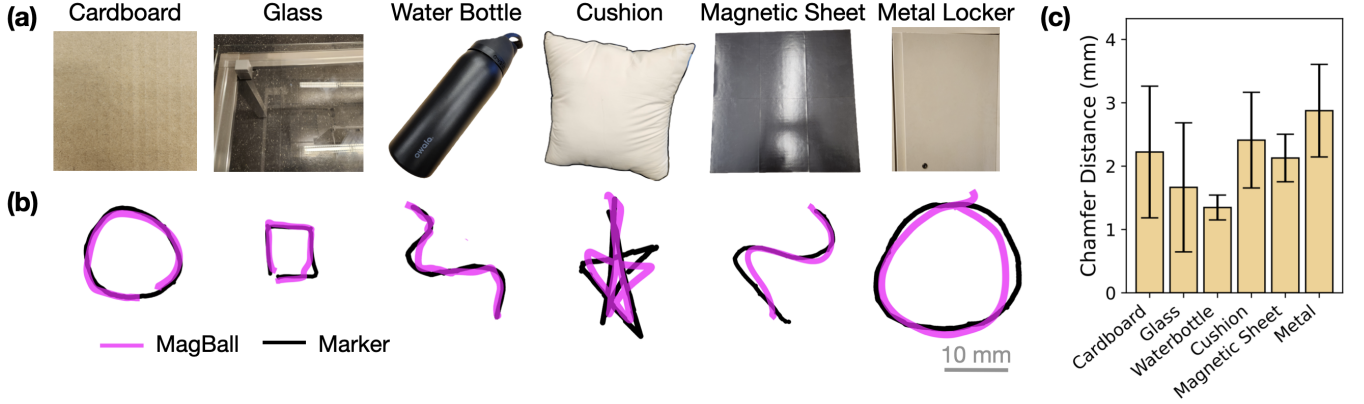 (a)
Cardboard
Glass
Water Bottle
Cushion
Magnetic Sheet
Metal Locker
owala.
(b)
MagBall
Marker
10 mm
(c)
Chamfer Distance (mm)
4
3
2
1
0
Cardboard
Glass
Waterbottle
Cushion
Magnetic Sheet
Metal